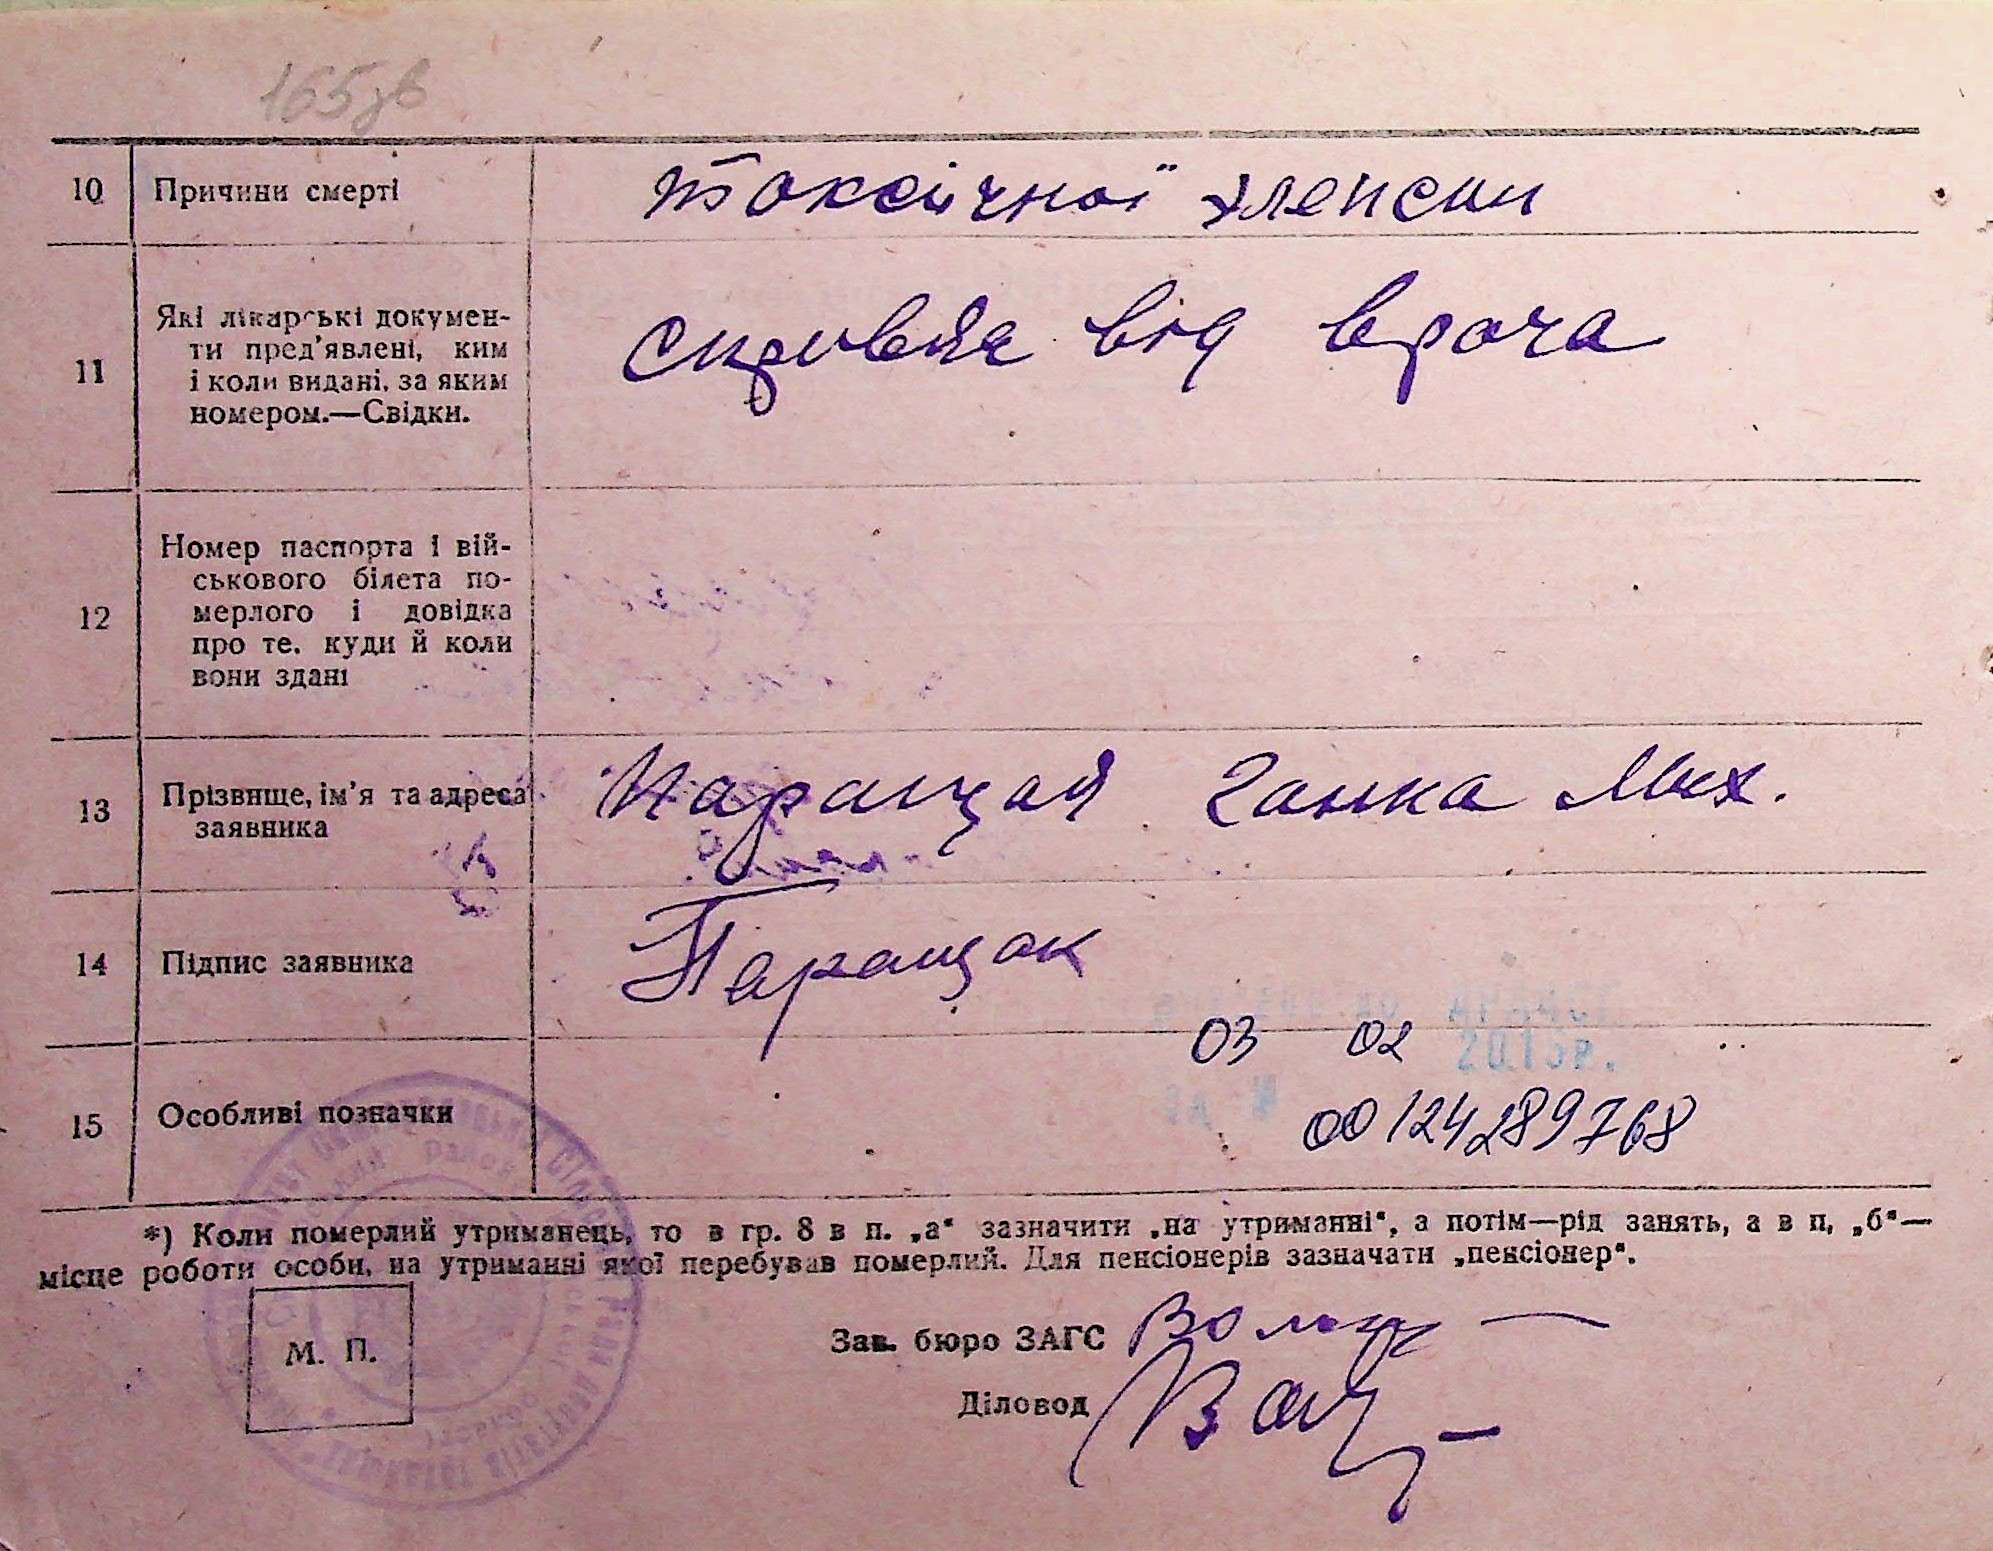 165зв
10 Причини смерті токсичної
11 Які лікарські докумен-
ти пред'явлені, ким
і коли видані, за яким
номером.—Свідки.
від врача
12 Номер паспорта і вій-
ськового білета по-
мерлого і довідка
про те, куди й коли
вони здані
13 Прізвище, ім'я та адреса
заявника
Ганка Мих.
14 Підпис заявника Паращак
03 02 2015р.
15 Особливі позначки
00124289768
*) Коли померлий утриманець, то в гр. 8 в п. „а“ зазначити „на утриманні“, а потім—рід занять, а в п, „б“—
місце роботи особи, на утриманні якої перебував померлий. Для пенсіонерів зазначати „пенсіонер“.
М. П.
Зав. бюро ЗАГС
Діловод